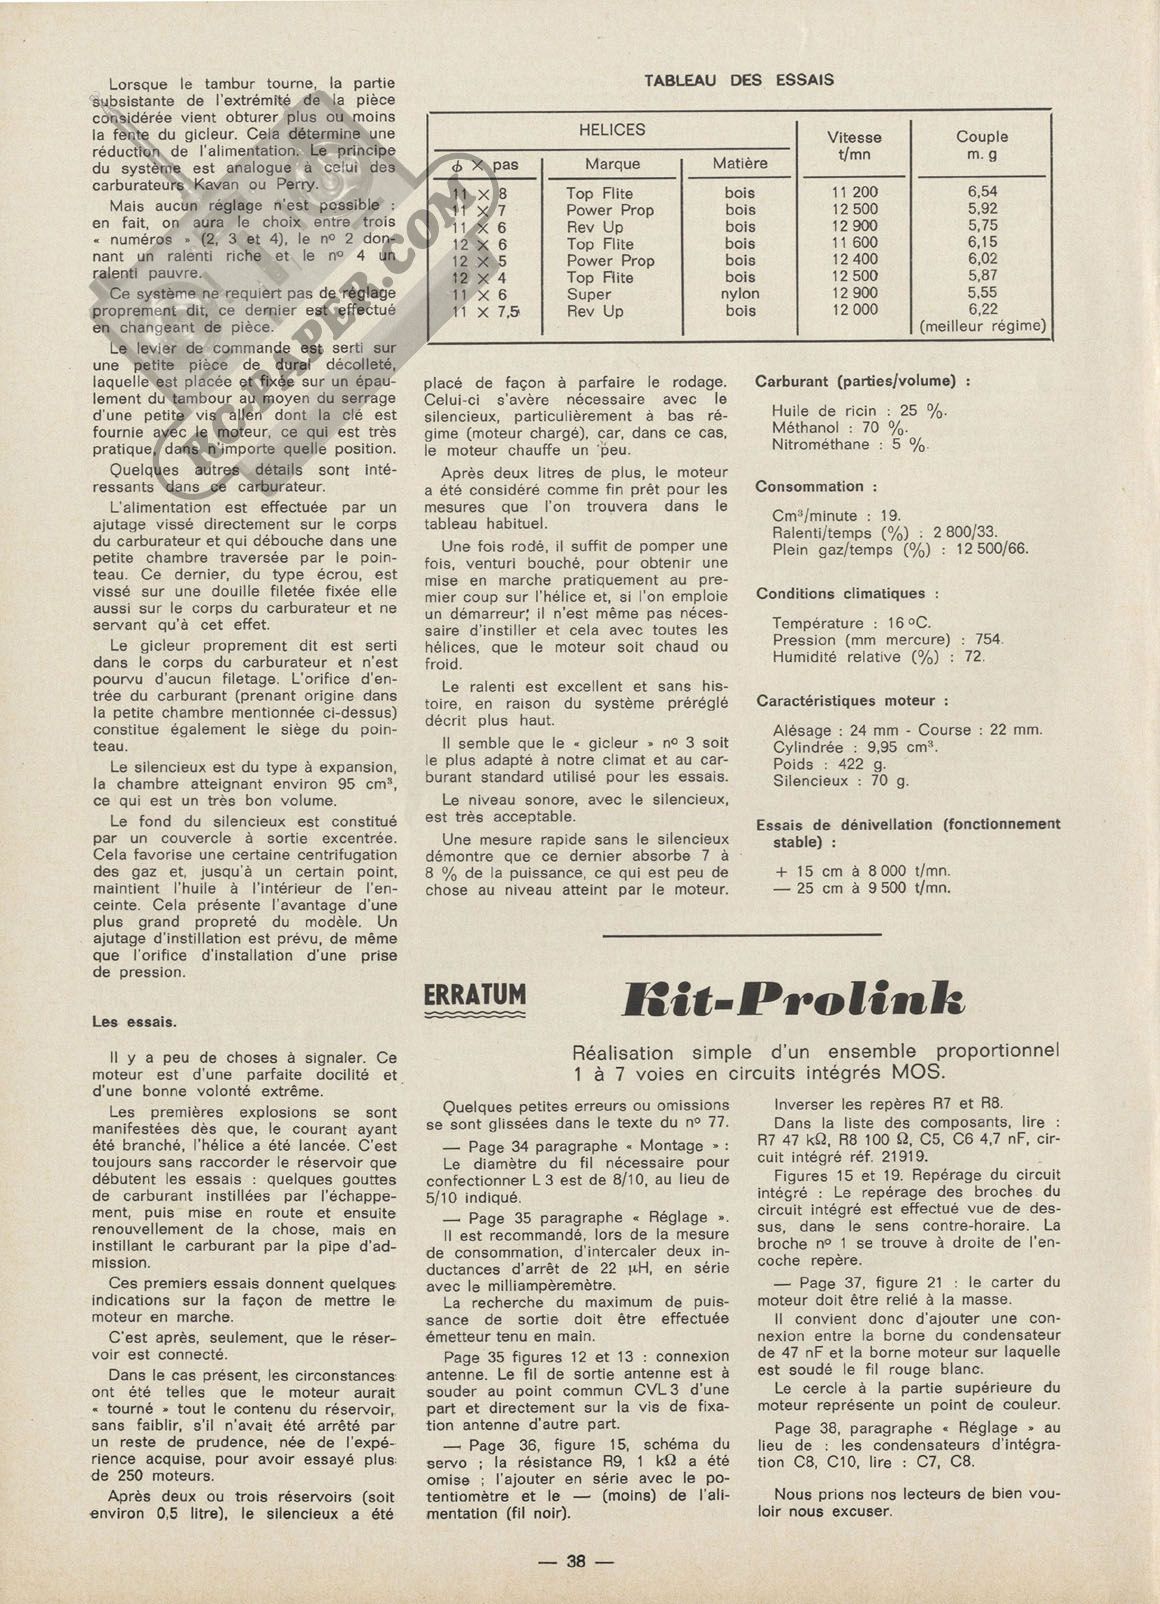 Lorsque le tambur tourne, la partie
subsistante de l'extrémité de la pièce
considérée vient obturer plus ou moins
la fente du gicleur. Cela détermine une
réduction de l'alimentation. Le principe
du système est analogue à celui des
carburateurs Kavan ou Perry.
Mais aucun réglage n'est possible :
en fait, on aura le choix entre trois
« numéros » (2, 3 et 4), le nº 2 don-
nant un ralenti riche et le nº 4 un
ralenti pauvre.
Ce système ne requiert pas de réglage
proprement dit, ce dernier est effectué
en changeant de pièce.
Le levier de commande est serti sur
une petite pièce de dural décolleté,
laquelle est placée et fixée sur un épau-
lement du tambour au moyen du serrage
d'une petite vis allen dont la clé est
fournie avec le moteur, ce qui est très
pratique, dans n'importe quelle position.
Quelques autres détails sont inté-
ressants dans ce carburateur.
L'alimentation est effectuée par un
ajutage vissé directement sur le corps
du carburateur et qui débouche dans une
petite chambre traversée par le poin-
teau. Ce dernier, du type écrou, est
vissé sur une douille filetée fixée elle
aussi sur le corps du carburateur et ne
servant qu'à cet effet.
Le gicleur proprement dit est serti
dans le corps du carburateur et n'est
pourvu d'aucun filetage. L'orifice d'en-
trée du carburant (prenant origine dans
la petite chambre mentionnée ci-dessus)
constitue également le siège du poin-
teau.
Le silencieux est du type à expansion,
la chambre atteignant environ 95 cm³,
ce qui est un très bon volume.
Le fond du silencieux est constitué
par un couvercle à sortie excentrée.
Cela favorise une certaine centrifugation
des gaz et, jusqu'à un certain point,
maintient l'huile à l'intérieur de l'en-
ceinte. Cela présente l'avantage d'une
plus grand propreté du modèle. Un
ajutage d'instillation est prévu, de même
que l'orifice d'installation d'une prise
de pression.
Les essais.
Il y a peu de choses à signaler. Ce
moteur est d'une parfaite docilité et
d'une bonne volonté extrême.
Les premières explosions se sont
manifestées dès que, le courant ayant
été branché, l'hélice a été lancée. C'est
toujours sans raccorder le réservoir que
débutent les essais : quelques gouttes
de carburant instillées par l'échappe-
ment, puis mise en route et ensuite
renouvellement de la chose, mais en
instillant le carburant par la pipe d'ad-
mission.
Ces premiers essais donnent quelques
indications sur la façon de mettre le
moteur en marche.
C'est après, seulement, que le réser-
voir est connecté.
Dans le cas présent, les circonstances
ont été telles que le moteur aurait
« tourné » tout le contenu du réservoir,
sans faiblir, s'il n'avait été arrêté par
un reste de prudence, née de l'expé-
rience acquise, pour avoir essayé plus
de 250 moteurs.
Après deux ou trois réservoirs (soit
environ 0,5 litre), le silencieux a été
TABLEAU DES ESSAIS
HELICES Vitesse t/mn Couple m. g
ϕ X pas Marque Matière
11 X 8 Top Flite bois 11 200 6,54
11 X 7 Power Prop bois 12 500 5,92
11 X 6 Rev Up bois 12 900 5,75
12 X 6 Top Flite bois 11 600 6,15
12 X 5 Power Prop bois 12 400 6,02
12 X 4 Top Flite bois 12 500 5,87
11 X 6 Super nylon 12 900 5,55
11 X 7,5 Rev Up bois 12 000 6,22
(meilleur régime)
placé de façon à parfaire le rodage.
Celui-ci s'avère nécessaire avec le
silencieux, particulièrement à bas ré-
gime (moteur chargé), car, dans ce cas,
le moteur chauffe un peu.
Après deux litres de plus, le moteur
a été considéré comme fin prêt pour les
mesures que l'on trouvera dans le
tableau habituel.
Une fois rodé, il suffit de pomper une
fois, venturi bouché, pour obtenir une
mise en marche pratiquement au pre-
mier coup sur l'hélice et, si l'on emploie
un démarreur; il n'est même pas néces-
saire d'instiller et cela avec toutes les
hélices, que le moteur soit chaud ou
froid.
Le ralenti est excellent et sans his-
toire, en raison du système préréglé
décrit plus haut.
Il semble que le « gicleur » nº 3 soit
le plus adapté à notre climat et au car-
burant standard utilisé pour les essais.
Le niveau sonore, avec le silencieux,
est très acceptable.
Une mesure rapide sans le silencieux
démontre que ce dernier absorbe 7 à
8 % de la puissance, ce qui est peu de
chose au niveau atteint par le moteur.
Carburant (parties/volume) :
Huile de ricin : 25 %.
Méthanol : 70 %.
Nitrométhane : 5 %.
Consommation :
Cm³/minute : 19.
Ralenti/temps (%) : 2 800/33.
Plein gaz/temps (%) : 12 500/66.
Conditions climatiques :
Température : 16 ºC.
Pression (mm mercure) : 754.
Humidité relative (%) : 72.
Caractéristiques moteur :
Alésage : 24 mm - Course : 22 mm.
Cylindrée : 9,95 cm³.
Poids : 422 g.
Silencieux : 70 g.
Essais de dénivellation (fonctionnement
stable) :
+ 15 cm à 8 000 t/mn.
— 25 cm à 9 500 t/mn.
ERRATUM
Kit-Prolink
Réalisation simple d'un ensemble proportionnel
1 à 7 voies en circuits intégrés MOS.
Quelques petites erreurs ou omissions
se sont glissées dans le texte du nº 77.
— Page 34 paragraphe « Montage » :
Le diamètre du fil nécessaire pour
confectionner L 3 est de 8/10, au lieu de
5/10 indiqué.
— Page 35 paragraphe « Réglage ».
Il est recommandé, lors de la mesure
de consommation, d'intercaler deux in-
ductances d'arrêt de 22 µH, en série
avec le milliampèremètre.
La recherche du maximum de puis-
sance de sortie doit être effectuée
émetteur tenu en main.
Page 35 figures 12 et 13 : connexion
antenne. Le fil de sortie antenne est à
souder au point commun CVL 3 d'une
part et directement sur la vis de fixa-
tion antenne d'autre part.
— Page 36, figure 15, schéma du
servo ; la résistance R9, 1 kΩ a été
omise ; l'ajouter en série avec le po-
tentiomètre et le — (moins) de l'ali-
mentation (fil noir).
Inverser les repères R7 et R8.
Dans la liste des composants, lire :
R7 47 kΩ, R8 100 Ω, C5, C6 4,7 nF, cir-
cuit intégré réf. 21919.
Figures 15 et 19. Repérage du circuit
intégré : Le repérage des broches du
circuit intégré est effectué vue de des-
sus, dans le sens contre-horaire. La
broche nº 1 se trouve à droite de l'en-
coche repère.
— Page 37, figure 21 : le carter du
moteur doit être relié à la masse.
Il convient donc d'ajouter une con-
nexion entre la borne du condensateur
de 47 nF et la borne moteur sur laquelle
est soudé le fil rouge blanc.
Le cercle à la partie supérieure du
moteur représente un point de couleur.
Page 38, paragraphe « Réglage » au
lieu de : les condensateurs d'intégra-
tion C8, C10, lire : C7, C8.
Nous prions nos lecteurs de bien vou-
loir nous excuser.
— 38 —
RCPAPER.COM